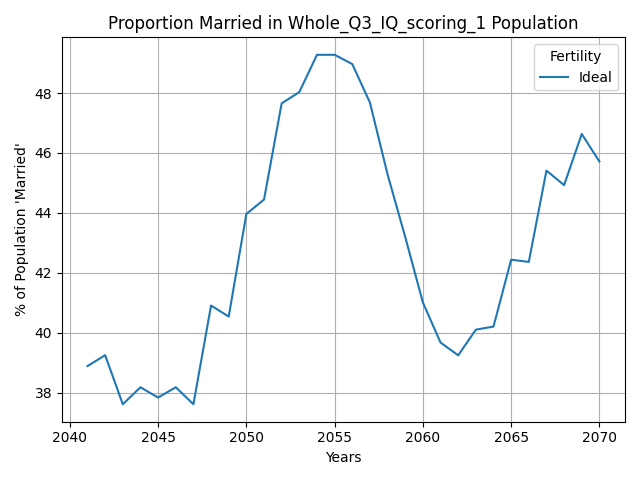 Proportion Married in Whole_Q3_IQ_scoring_1 Population
Fertility
Ideal
% of Population 'Married'
48
46
44
42
40
38
2040
2045
2050
2055
2060
2065
2070
Years